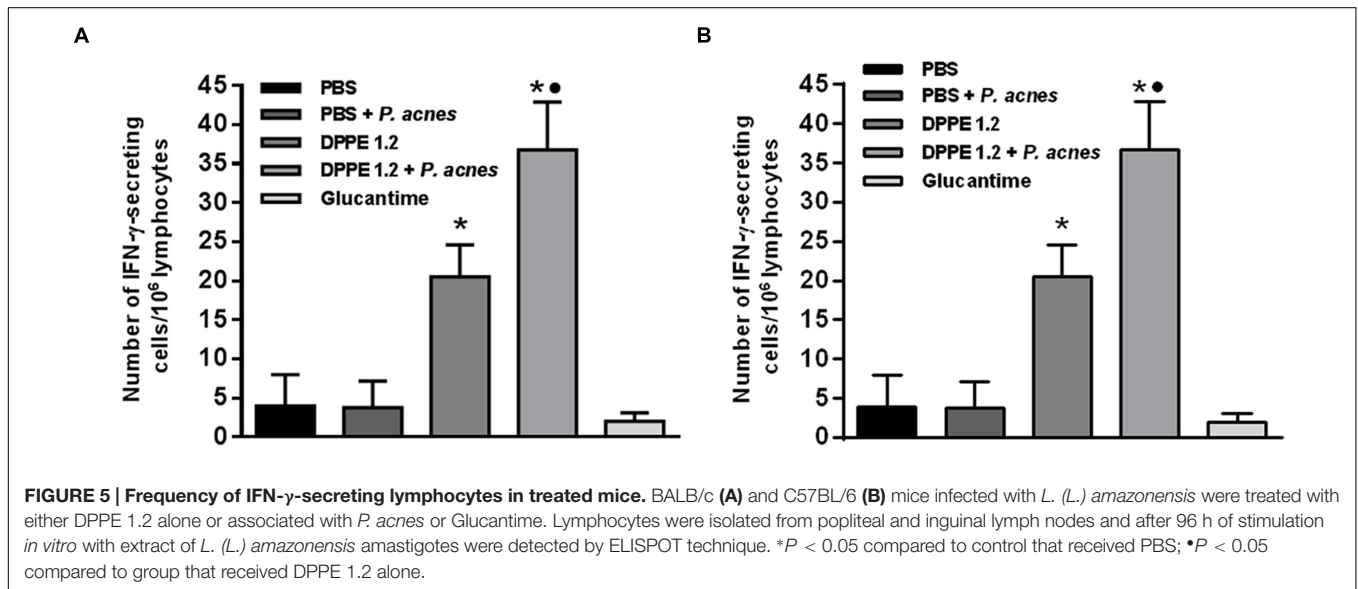 A
Number of IFN-γ-secreting
cells/10⁶ lymphocytes
45
40
35
30
25
20
15
10
5
0
PBS
PBS + P. acnes
DPPE 1.2
DPPE 1.2 + P. acnes
Glucantime
*
*•
B
Number of IFN-γ-secreting
cells/10⁶ lymphocytes
45
40
35
30
25
20
15
10
5
0
PBS
PBS + P. acnes
DPPE 1.2
DPPE 1.2 + P. acnes
Glucantime
*
*•
FIGURE 5 | Frequency of IFN-γ-secreting lymphocytes in treated mice. BALB/c (A) and C57BL/6 (B) mice infected with L. (L.) amazonensis were treated with
either DPPE 1.2 alone or associated with P. acnes or Glucantime. Lymphocytes were isolated from popliteal and inguinal lymph nodes and after 96 h of stimulation
in vitro with extract of L. (L.) amazonensis amastigotes were detected by ELISPOT technique. *P < 0.05 compared to control that received PBS; •P < 0.05
compared to group that received DPPE 1.2 alone.